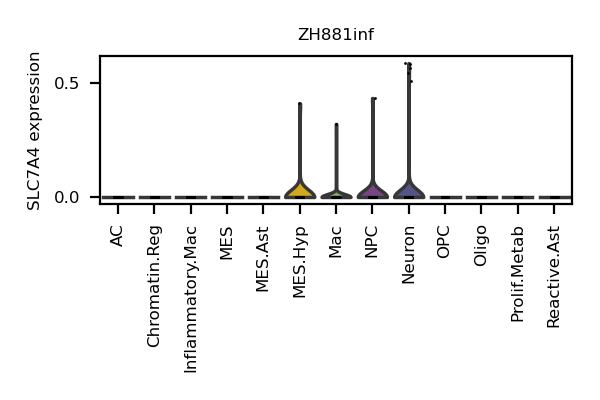 ZH881inf
SLC7A4 expression
0.5
0.0
AC
Chromatin.Reg
Inflammatory.Mac
MES
MES.Ast
MES.Hyp
Mac
NPC
Neuron
OPC
Oligo
Prolif.Metab
Reactive.Ast